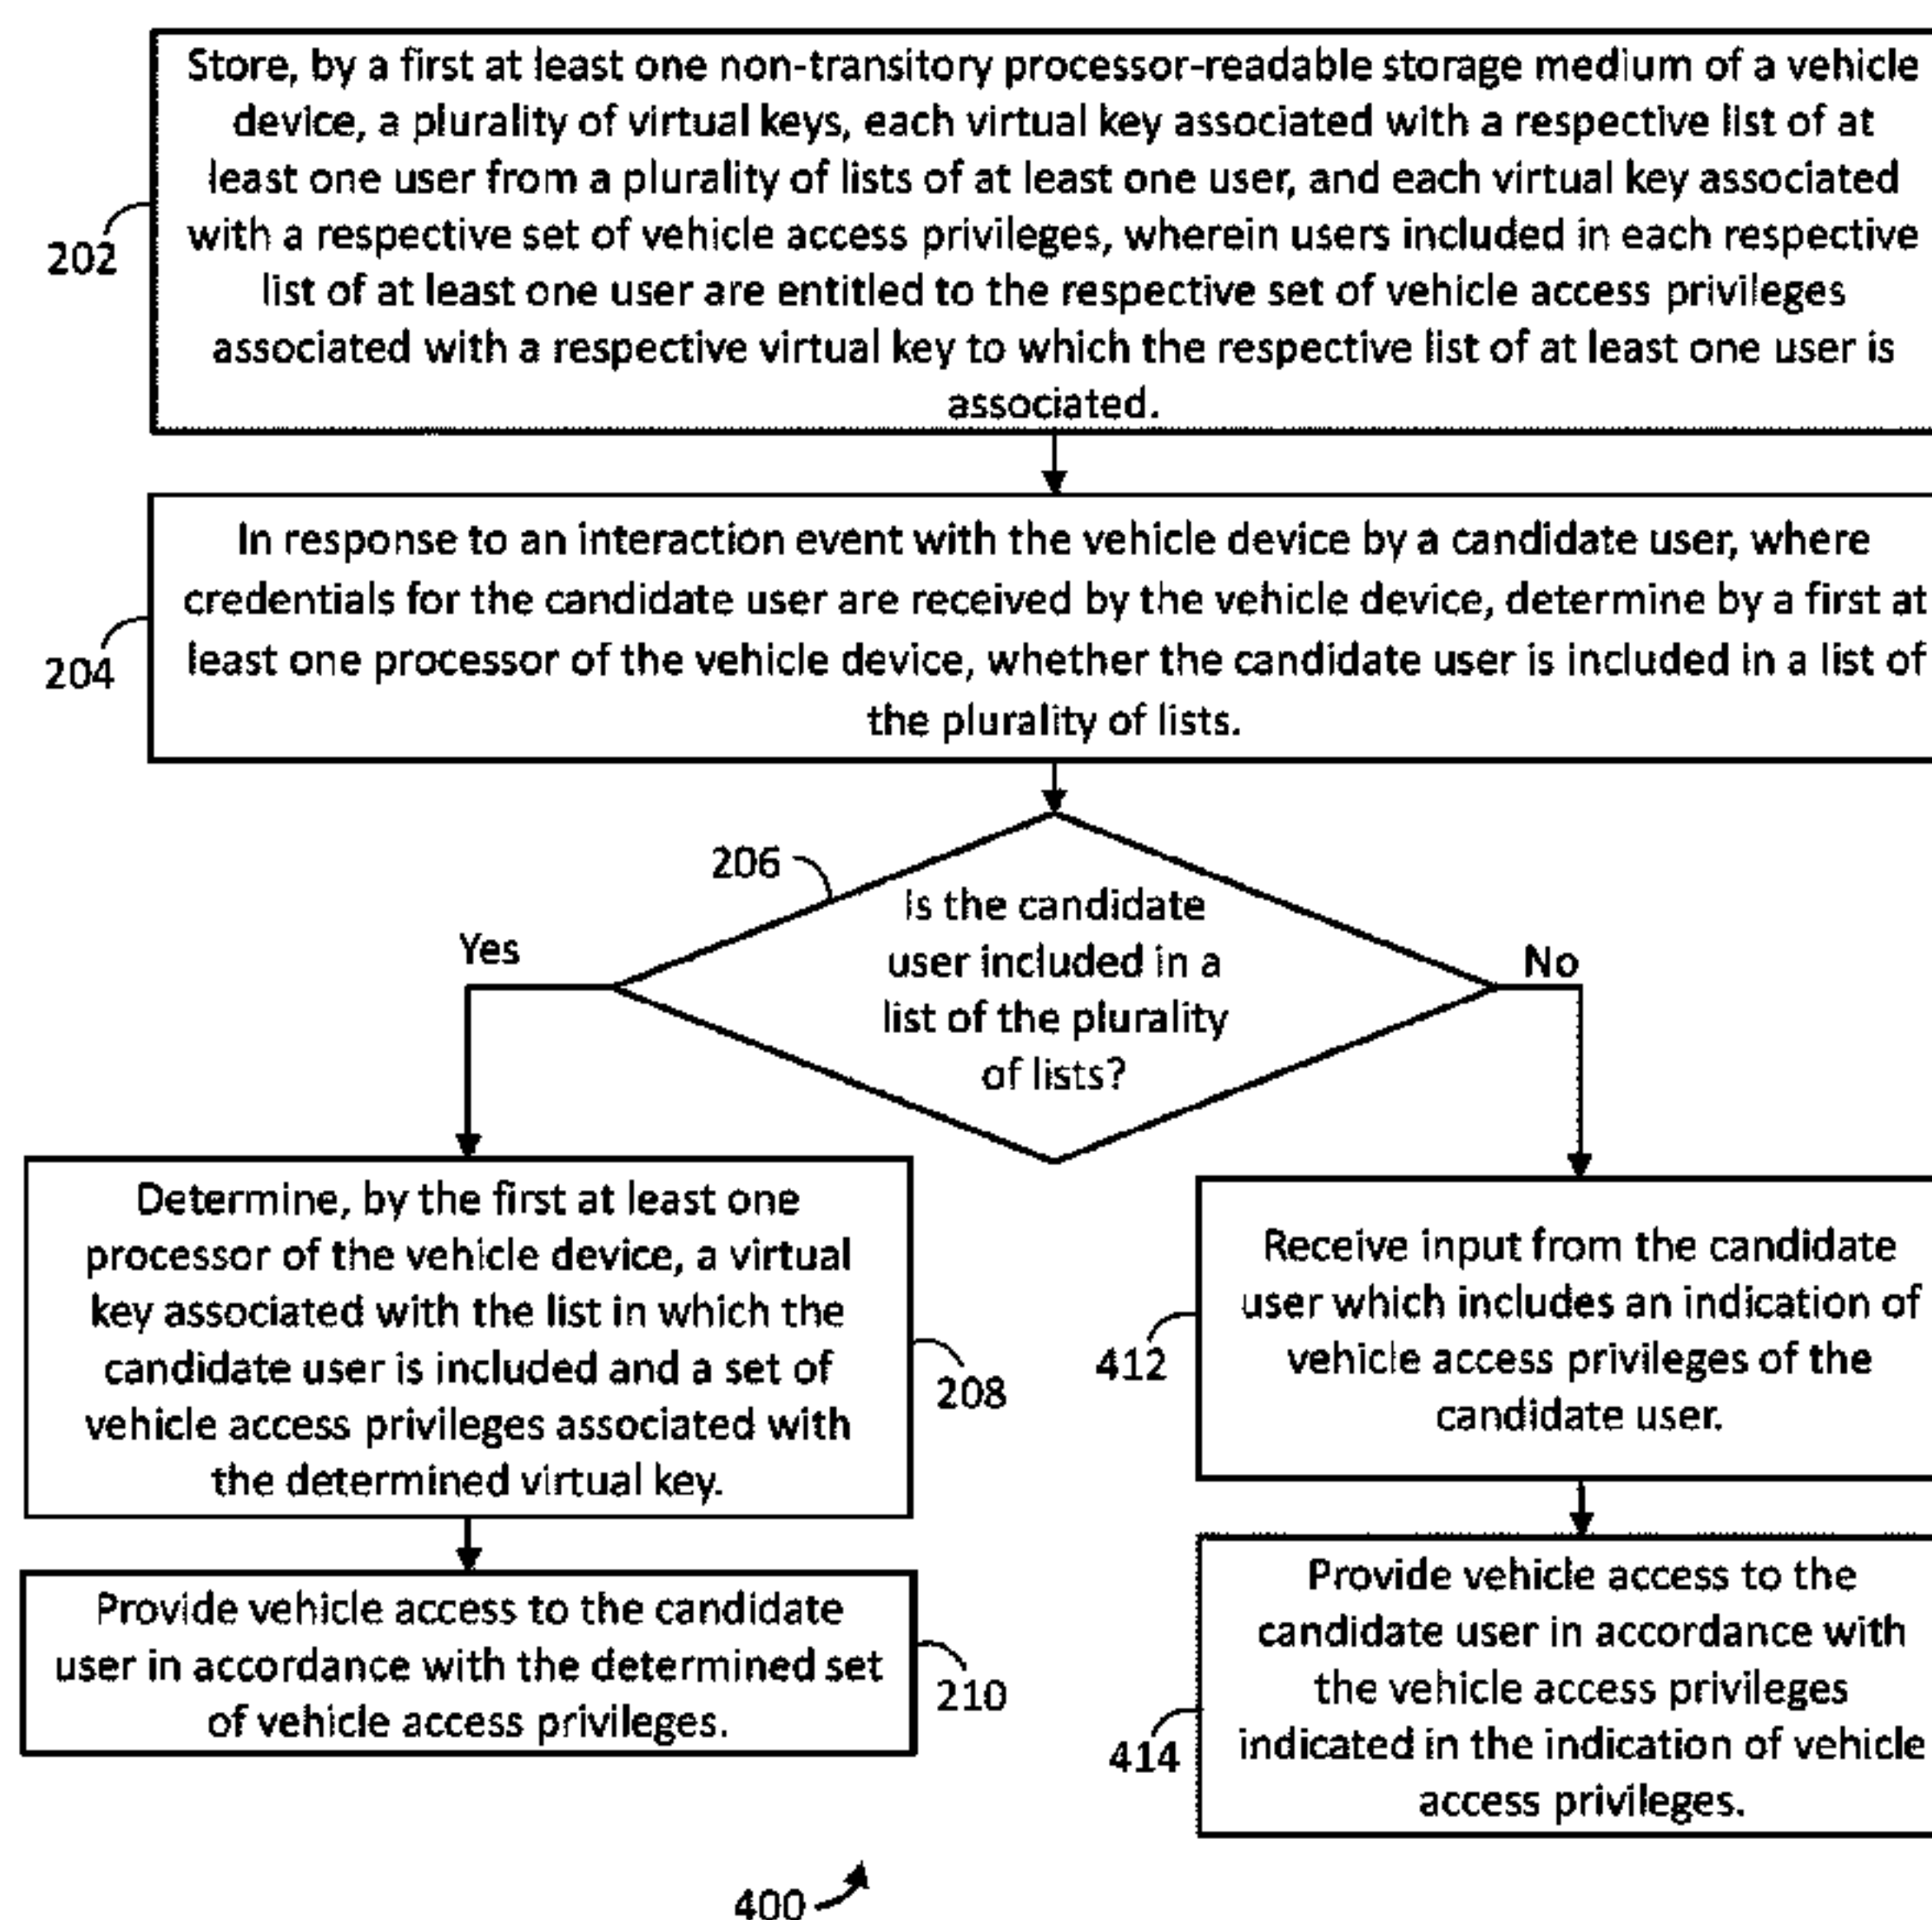 Store, by a first at least one non-transitory processor-readable storage medium of a vehicle
device, a plurality of virtual keys, each virtual key associated with a respective list of at
least one user from a plurality of lists of at least one user, and each virtual key associated
with a respective set of vehicle access privileges, wherein users included in each respective
list of at least one user are entitled to the respective set of vehicle access privileges
associated with a respective virtual key to which the respective list of at least one user is
associated.
202
In response to an interaction event with the vehicle device by a candidate user, where
credentials for the candidate user are received by the vehicle device, determine by a first at
least one processor of the vehicle device, whether the candidate user is included in a list of
the plurality of lists.
204
206
Is the candidate
user included in a
list of the plurality
of lists?
Yes
No
Determine, by the first at least one
processor of the vehicle device, a virtual
key associated with the list in which the
candidate user is included and a set of
vehicle access privileges associated with
the determined virtual key.
208
Provide vehicle access to the candidate
user in accordance with the determined set
of vehicle access privileges.
210
Receive input from the candidate
user which includes an indication of
vehicle access privileges of the
candidate user.
412
Provide vehicle access to the
candidate user in accordance with
the vehicle access privileges
indicated in the indication of vehicle
access privileges.
414
400